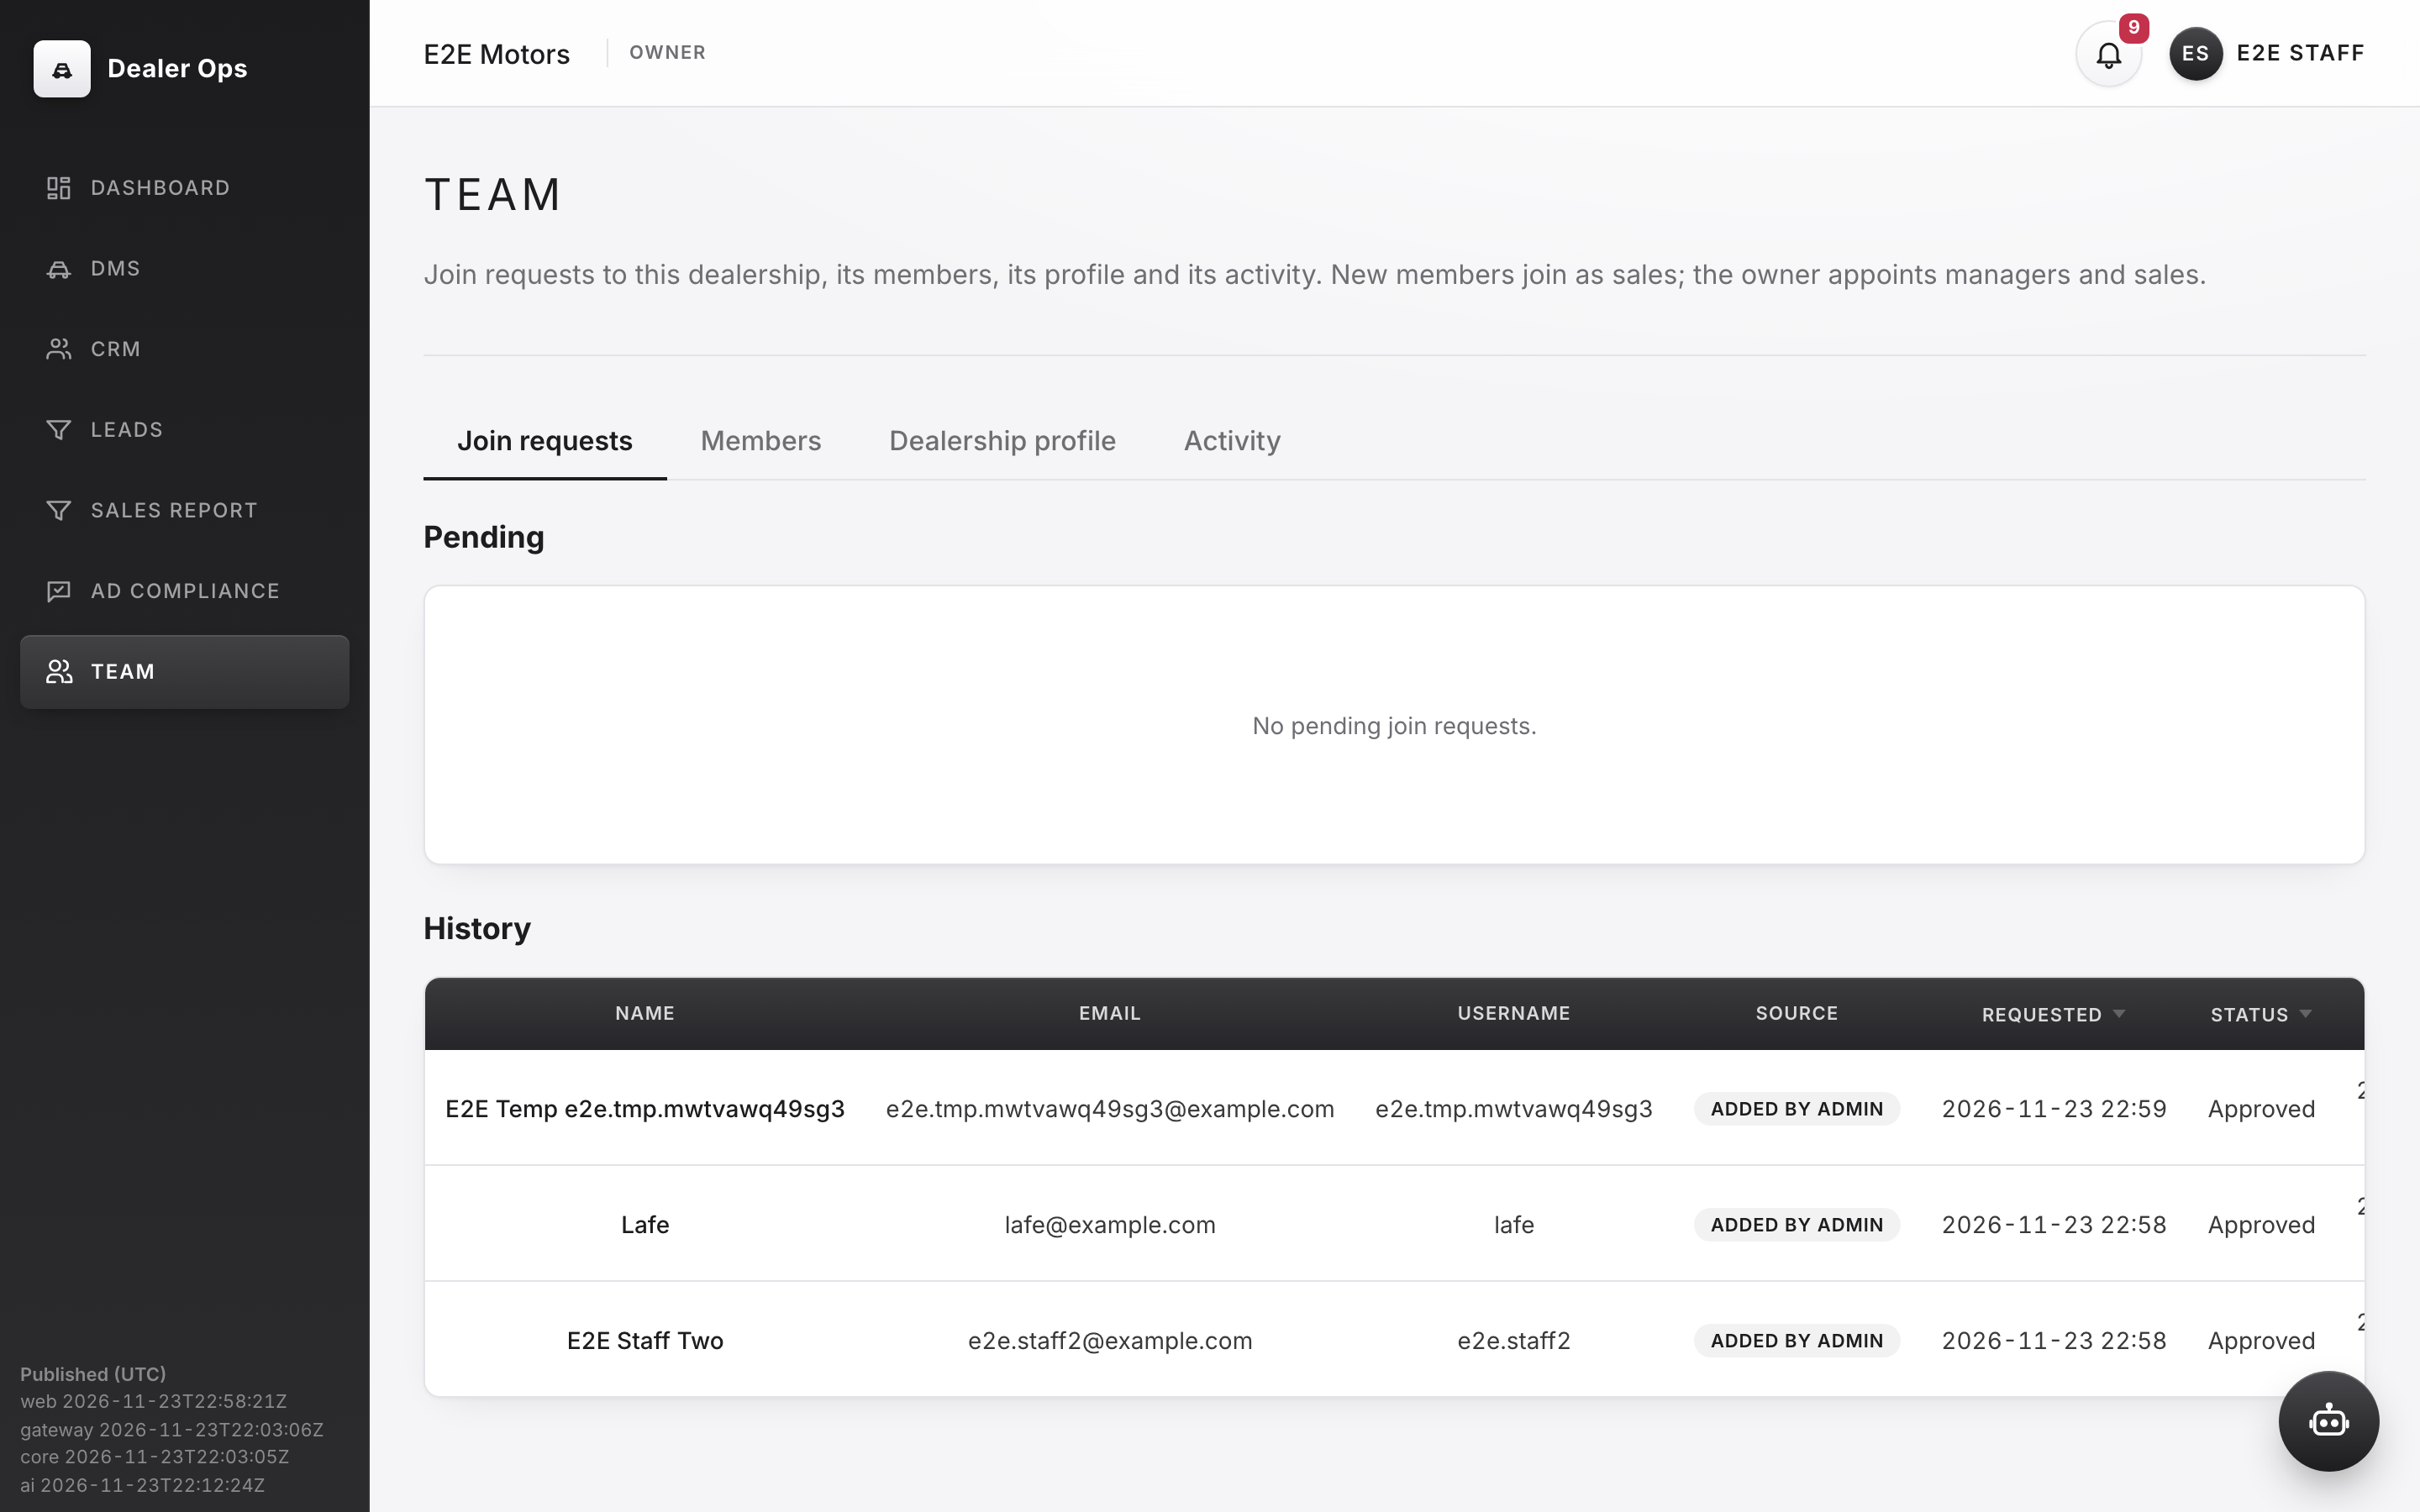 Dealer Ops
E2E Motors
OWNER
9
ES
E2E STAFF
DASHBOARD
DMS
CRM
LEADS
SALES REPORT
AD COMPLIANCE
TEAM
TEAM
Join requests to this dealership, its members, its profile and its activity. New members join as sales; the owner appoints managers and sales.
Join requests
Members
Dealership profile
Activity
Pending
No pending join requests.
History
NAME EMAIL USERNAME SOURCE REQUESTED STATUS
E2E Temp e2e.tmp.mwtvawq49sg3 e2e.tmp.mwtvawq49sg3@example.com e2e.tmp.mwtvawq49sg3 ADDED BY ADMIN 2026-11-23 22:59 Approved
Lafe lafe@example.com lafe ADDED BY ADMIN 2026-11-23 22:58 Approved
E2E Staff Two e2e.staff2@example.com e2e.staff2 ADDED BY ADMIN 2026-11-23 22:58 Approved
Published (UTC)
web 2026-11-23T22:58:21Z
gateway 2026-11-23T22:03:06Z
core 2026-11-23T22:03:05Z
ai 2026-11-23T22:12:24Z